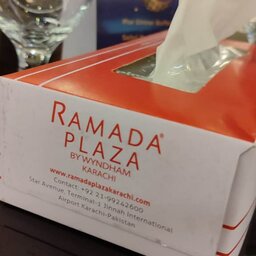 RAMADA®
PLAZA
BY WYNDHAM
KARACHI
www.ramadaplazakarachi.com
Contact: +92-21-99242600
Star Avenue, Terminal-1 Jinnah International
Airport Karachi-Pakistan